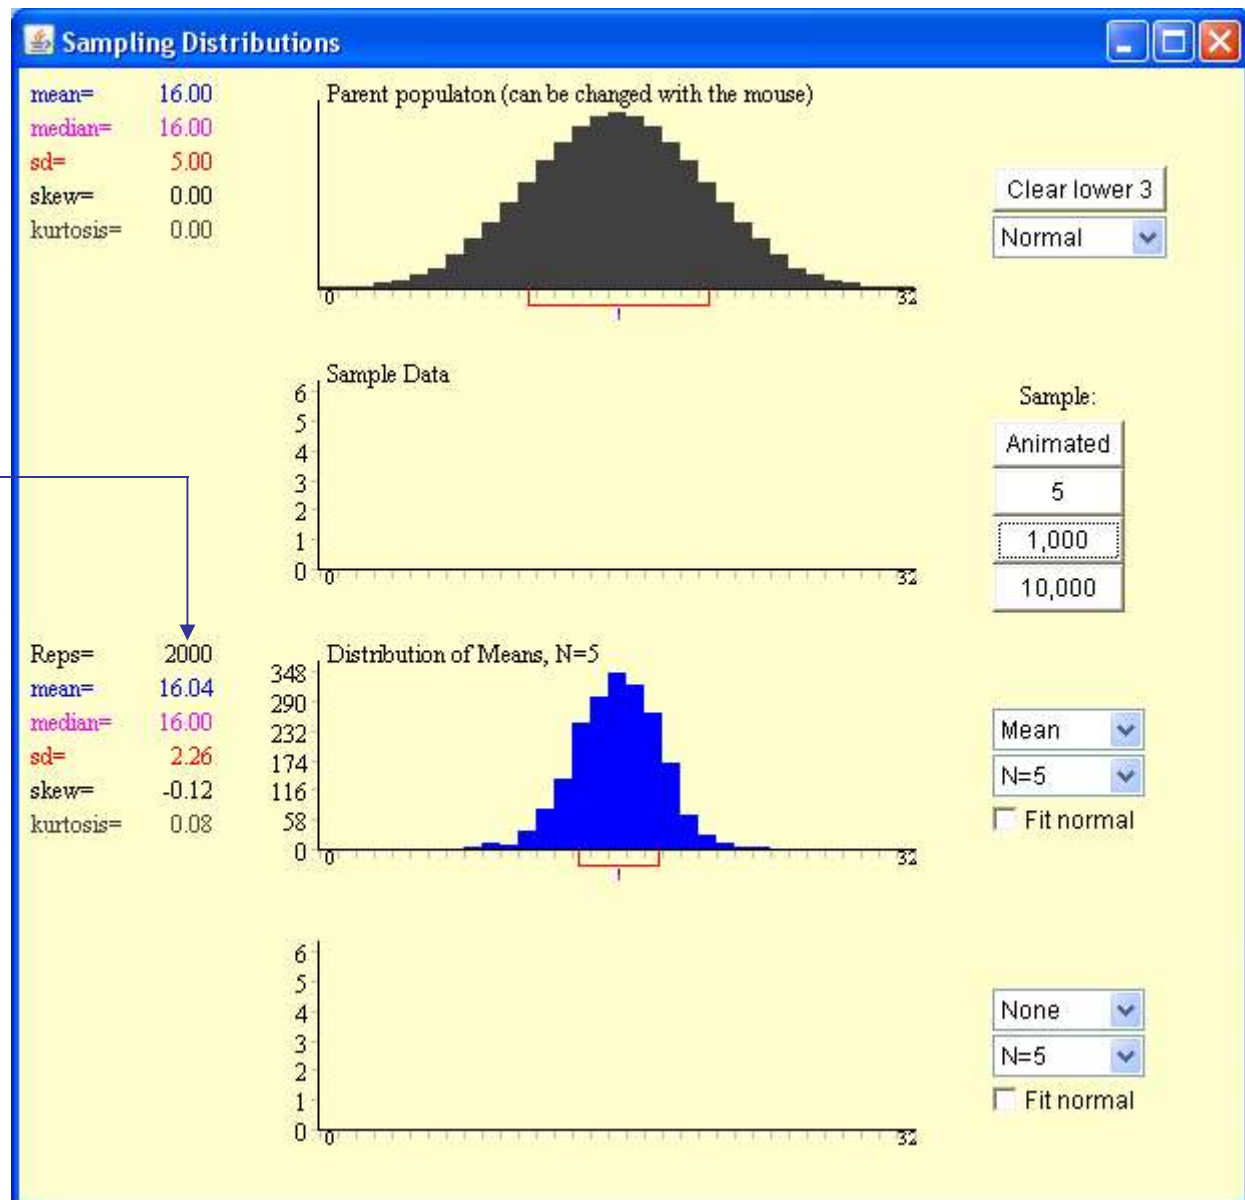 Sampling Distributions
mean= 16.00
median= 16.00
sd= 5.00
skew= 0.00
kurtosis= 0.00
Parent populaton (can be changed with the mouse)
0 32
Clear lower 3
Normal
Sample Data
6
5
4
3
2
1
0
0 32
Sample:
Animated
5
1,000
10,000
Reps= 2000
mean= 16.04
median= 16.00
sd= 2.26
skew= -0.12
kurtosis= 0.08
Distribution of Means, N=5
348
290
232
174
116
58
0
0 32
Mean
N=5
Fit normal
6
5
4
3
2
1
0
0 32
None
N=5
Fit normal